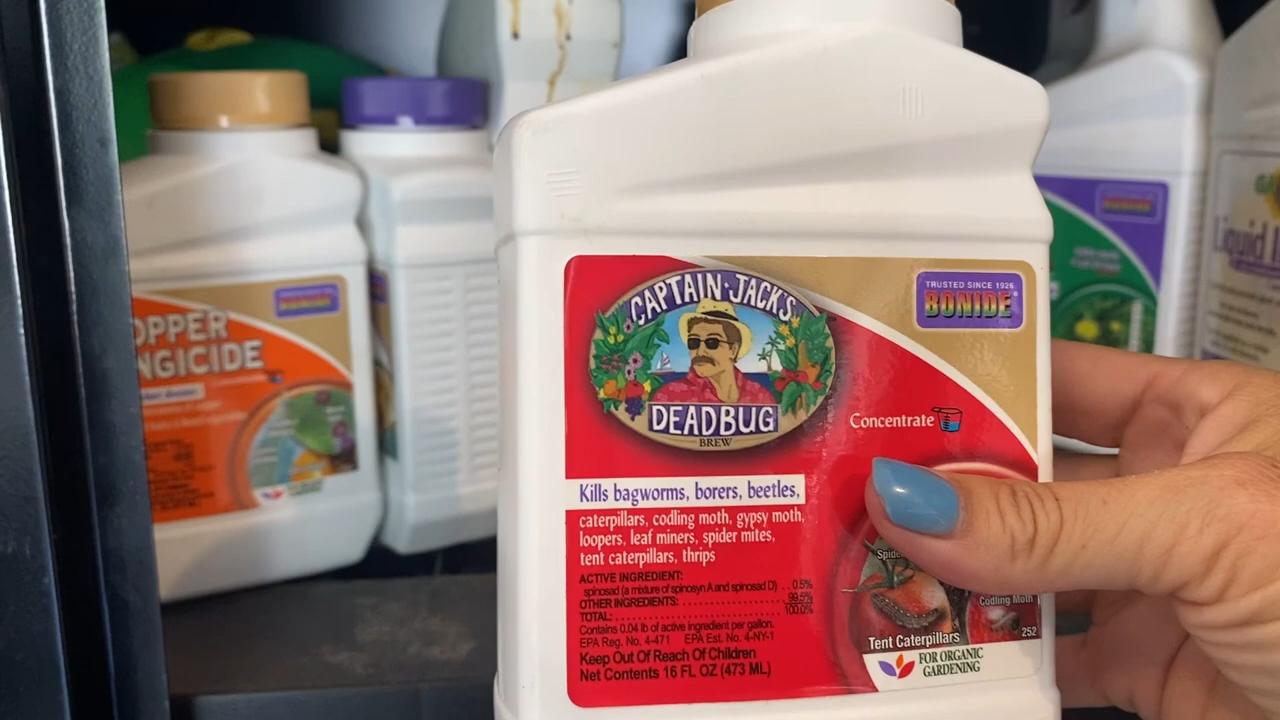 CAPTAIN JACK'S
DEADBUG
BREW
TRUSTED SINCE 1926
BONIDE®
Concentrate
Kills bagworms, borers, beetles,
caterpillars, codling moth, gypsy moth,
loopers, leaf miners, spider mites,
tent caterpillars, thrips
ACTIVE INGREDIENT:
spinosad (a mixture of spinosyn A and spinosad D) . . 0.5%
OTHER INGREDIENTS: . . . . . . . . . . . . . . . . . . 99.5%
TOTAL: . . . . . . . . . . . . . . . . . . . . . . . . . . . . 100.0%
Contains 0.04 lb of active ingredient per gallon.
EPA Reg. No. 4-471 EPA Est. No. 4-NY-1
Keep Out Of Reach Of Children
Net Contents 16 FL OZ (473 ML)
Codling Moth
Tent Caterpillars
252
FOR ORGANIC
GARDENING
BONIDE
OPPER
NGICIDE
BONIDE
Liquid